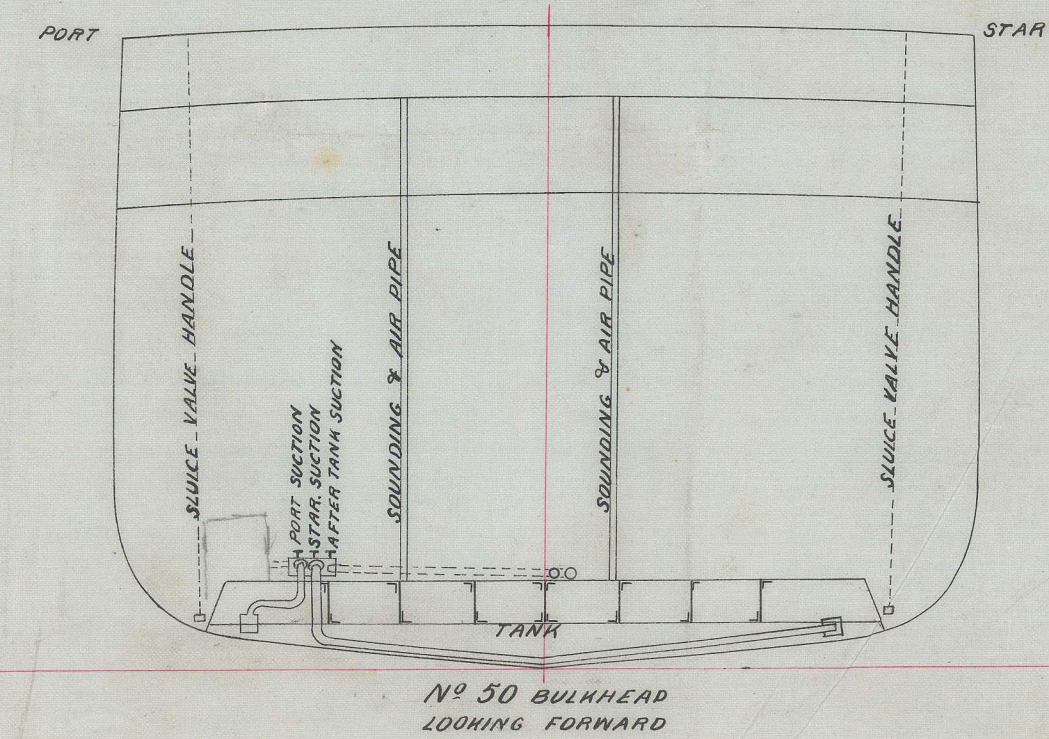 PORT
STAR
SLUICE VALVE HANDLE
PORT SUCTION
STAR. SUCTION
AFTER TANK SUCTION
SOUNDING & AIR PIPE
SOUNDING & AIR PIPE
SLUICE VALVE HANDLE
TANK
Nº 50 BULKHEAD
LOOKING FORWARD